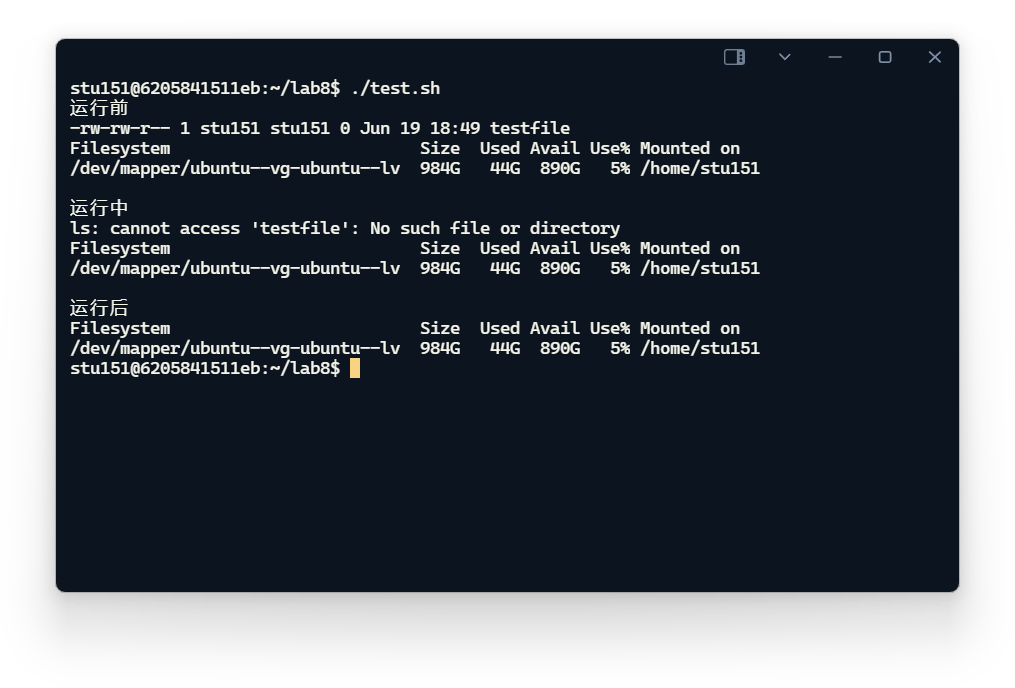 stu151@6205841511eb:~/lab8$ ./test.sh
运行前
-rw-rw-r-- 1 stu151 stu151 0 Jun 19 18:49 testfile
Filesystem                         Size  Used Avail Use% Mounted on
/dev/mapper/ubuntu--vg-ubuntu--lv  984G   44G  890G   5% /home/stu151

运行中
ls: cannot access 'testfile': No such file or directory
Filesystem                         Size  Used Avail Use% Mounted on
/dev/mapper/ubuntu--vg-ubuntu--lv  984G   44G  890G   5% /home/stu151

运行后
Filesystem                         Size  Used Avail Use% Mounted on
/dev/mapper/ubuntu--vg-ubuntu--lv  984G   44G  890G   5% /home/stu151
stu151@6205841511eb:~/lab8$